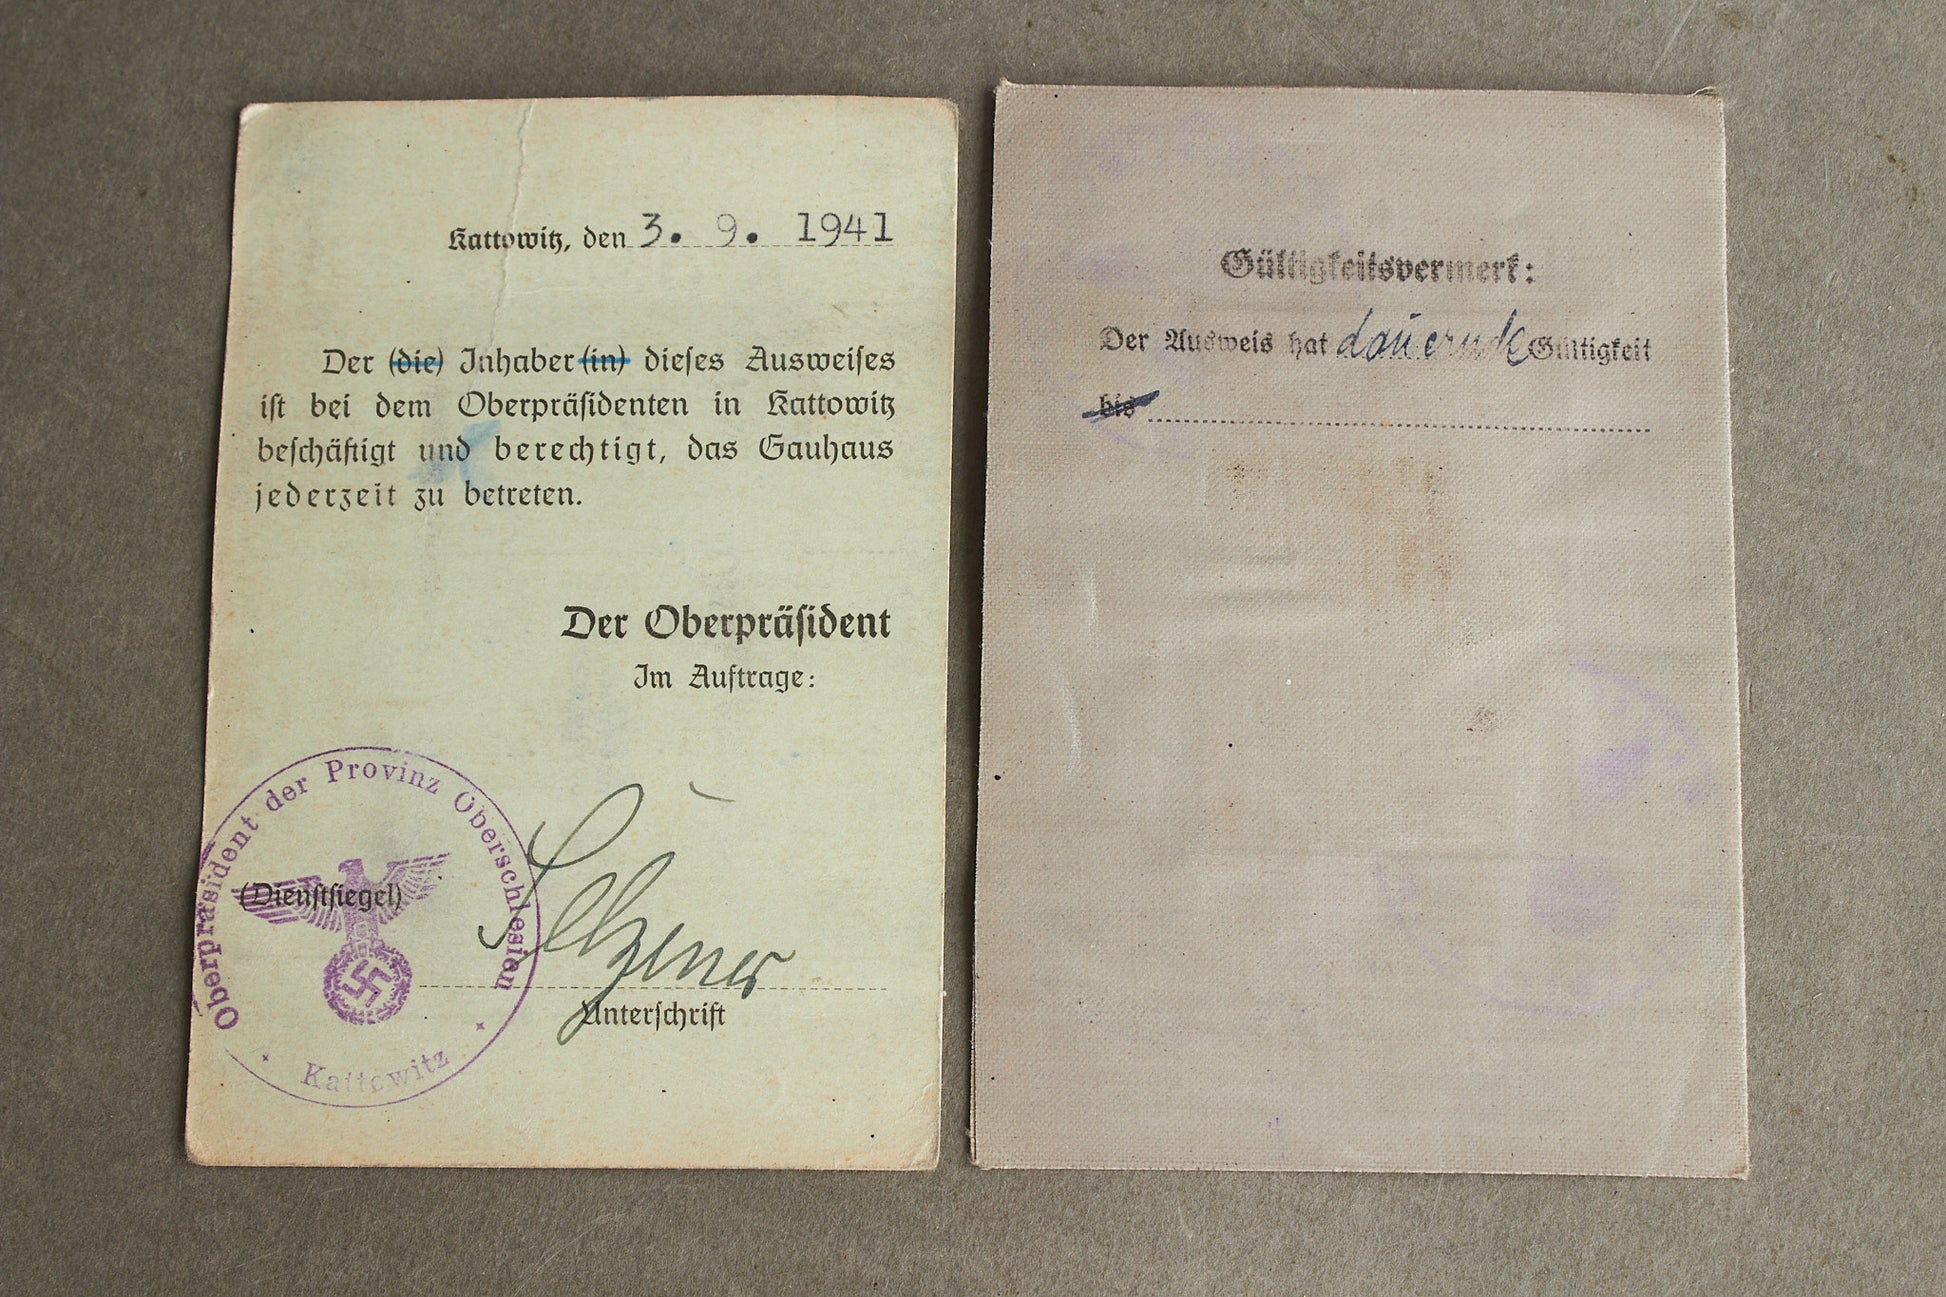 Kattowitz, den 3. 9. 1941
Der (die) Inhaber (in) dieses Ausweises
ist bei dem Oberpräsidenten in Kattowitz
beschäftigt und berechtigt, das Gauhaus
jederzeit zu betreten.
Der Oberpräsident
Im Auftrage:
Oberpräsident der Provinz Oberschlesien
(Dienstsiegel)
Kattowitz
Unterschrift
Gültigkeitsvermerk:
Der Ausweis hat dauernde Gültigkeit
bis